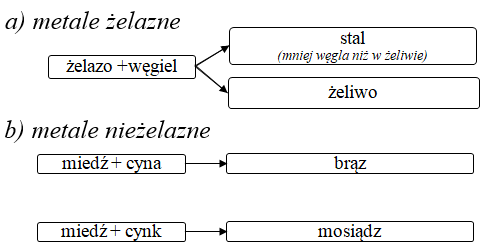 a) metale żelazne
stal
(mniej węgla niż w żeliwie)
żelazo +węgiel
żeliwo
b) metale nieżelazne
miedź + cyna
brąz
miedź + cynk
mosiądz